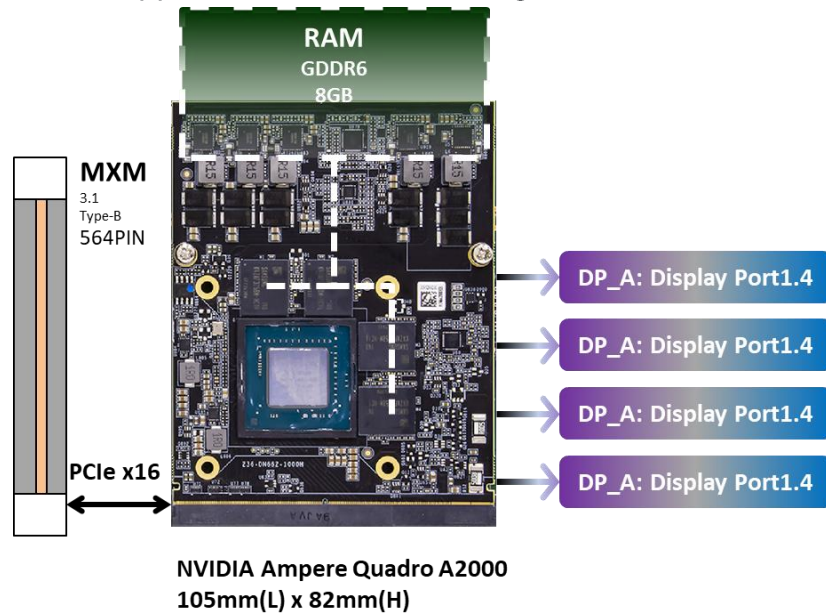 RAM
GDDR6
8GB
MXM
3.1
Type-B
564PIN
DP_A: Display Port1.4
DP_A: Display Port1.4
DP_A: Display Port1.4
DP_A: Display Port1.4
PCIe x16
NVIDIA Ampere Quadro A2000
105mm(L) x 82mm(H)